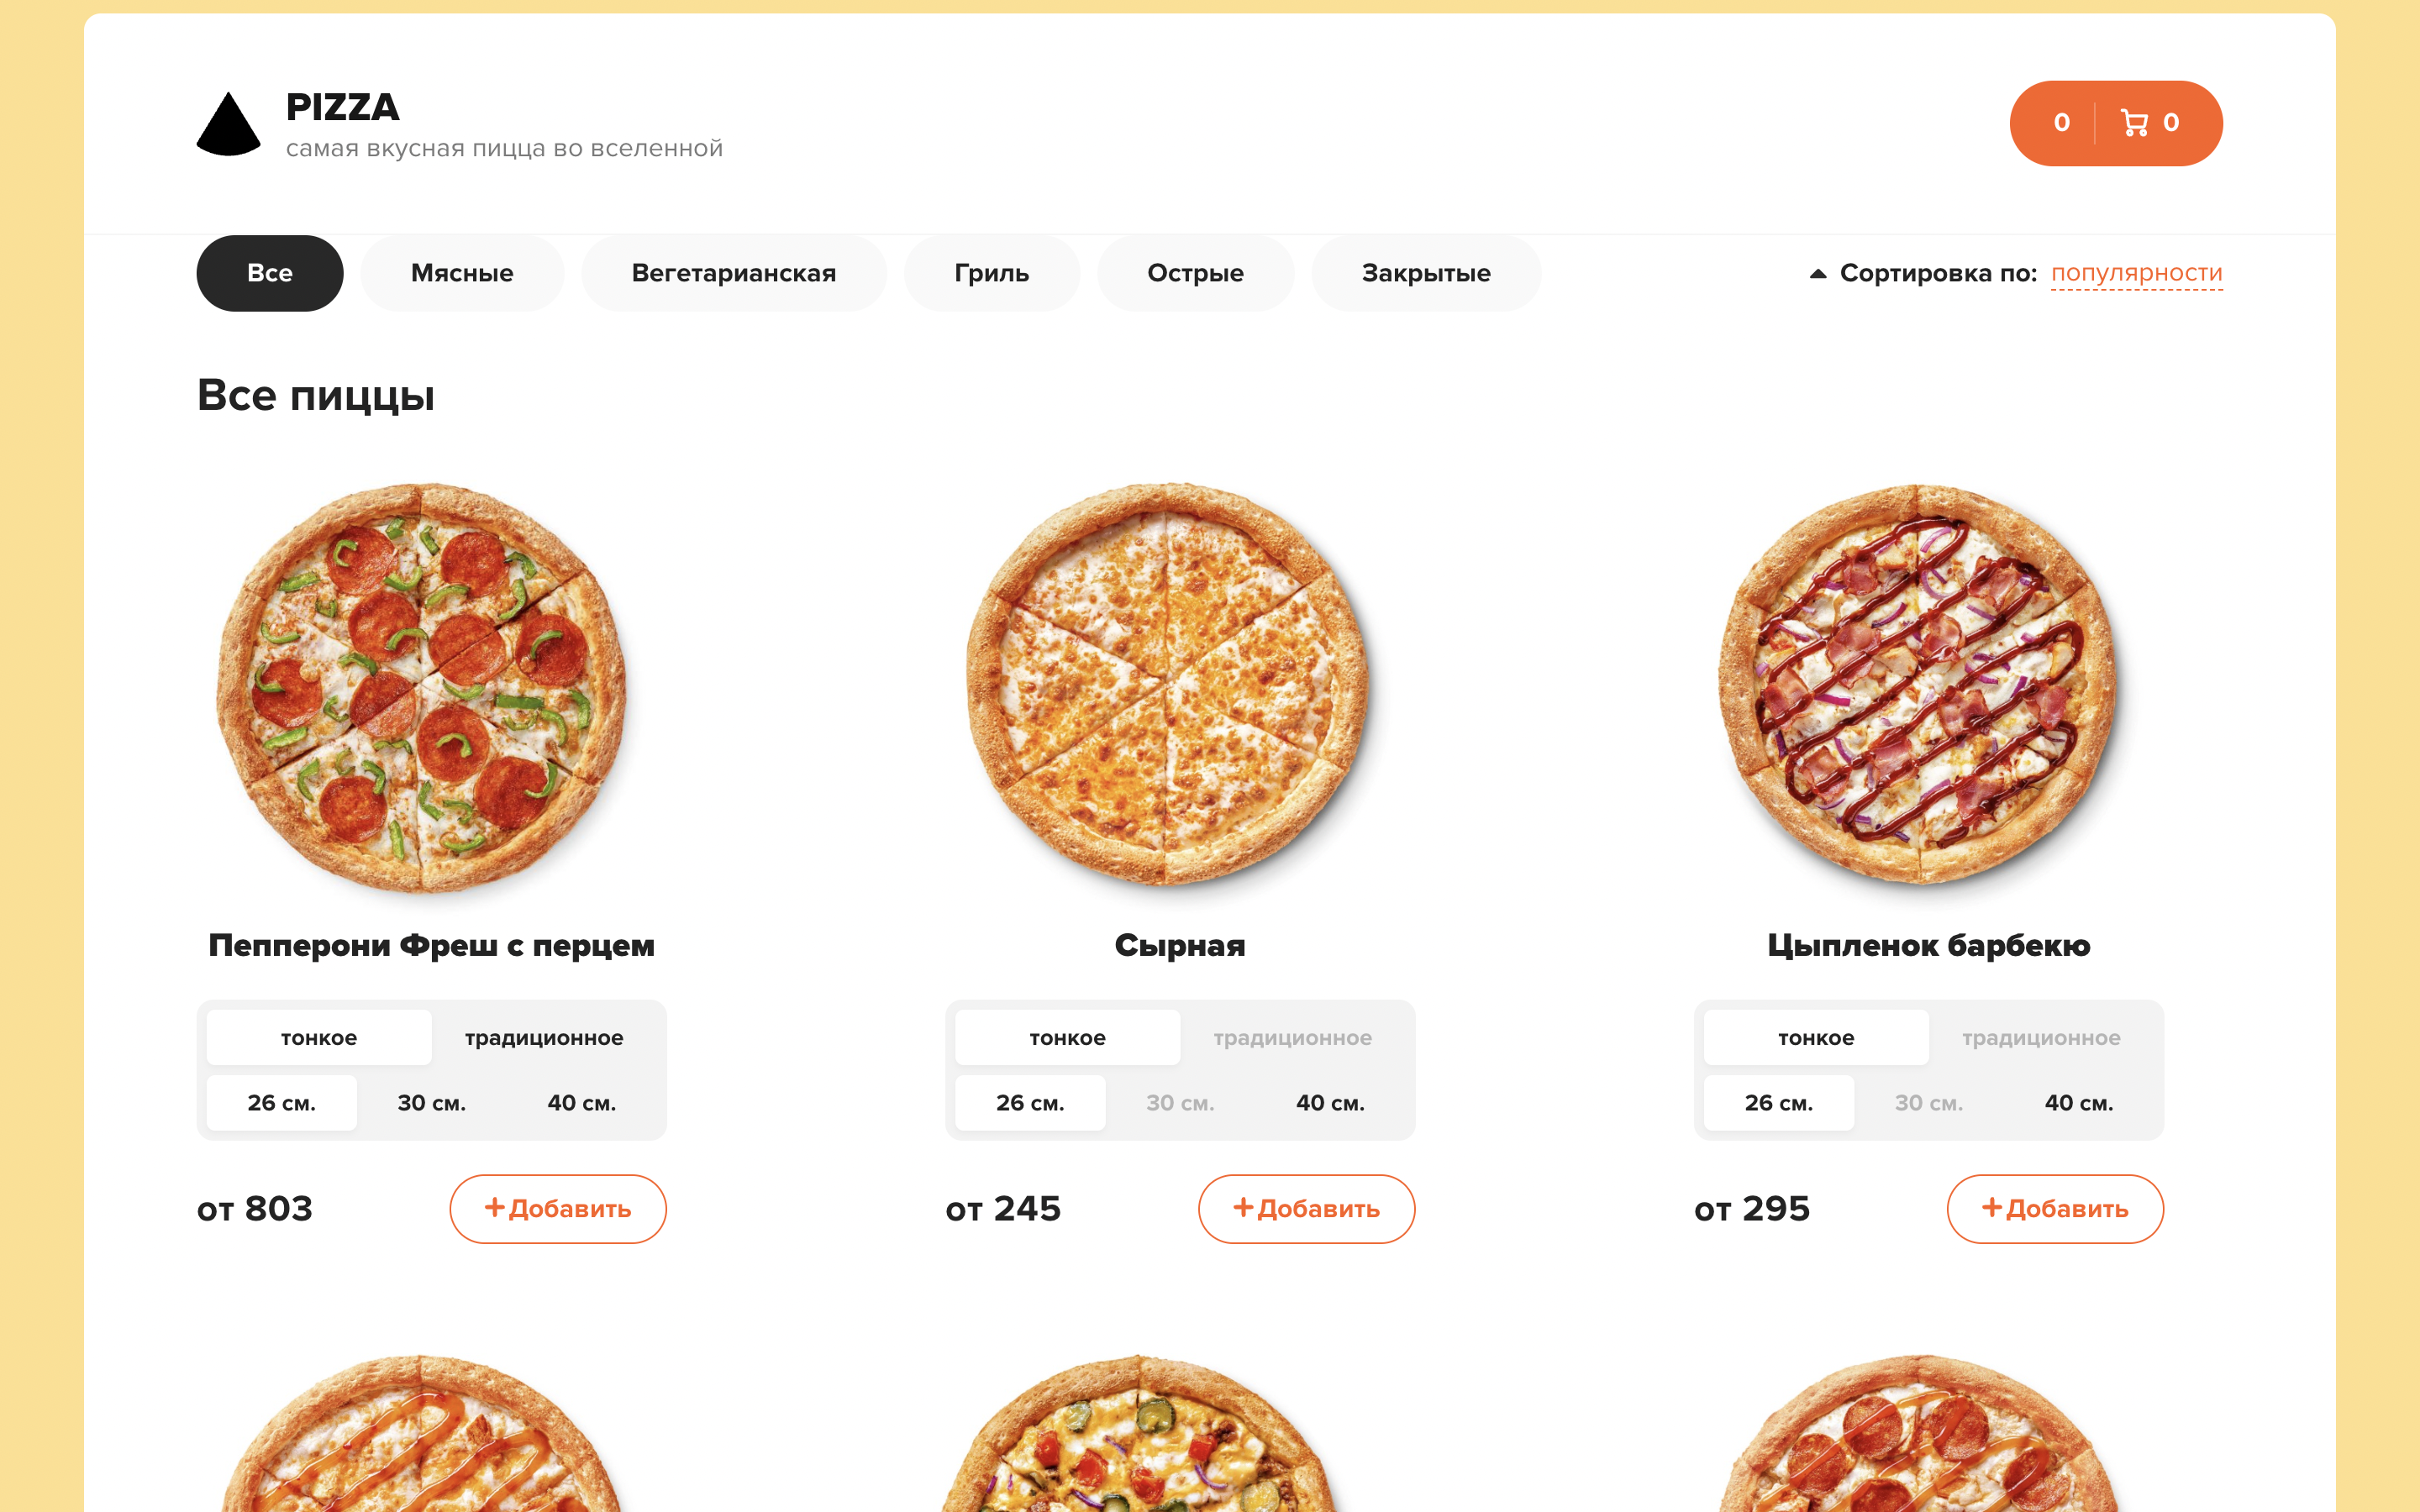 PIZZA
самая вкусная пицца во вселенной
0 0
Все Мясные Вегетарианская Гриль Острые Закрытые Сортировка по: популярности
Все пиццы
Пепперони Фреш с перцем
тонкое традиционное
26 см. 30 см. 40 см.
от 803 +Добавить
Сырная
тонкое традиционное
26 см. 30 см. 40 см.
от 245 +Добавить
Цыпленок барбекю
тонкое традиционное
26 см. 30 см. 40 см.
от 295 +Добавить